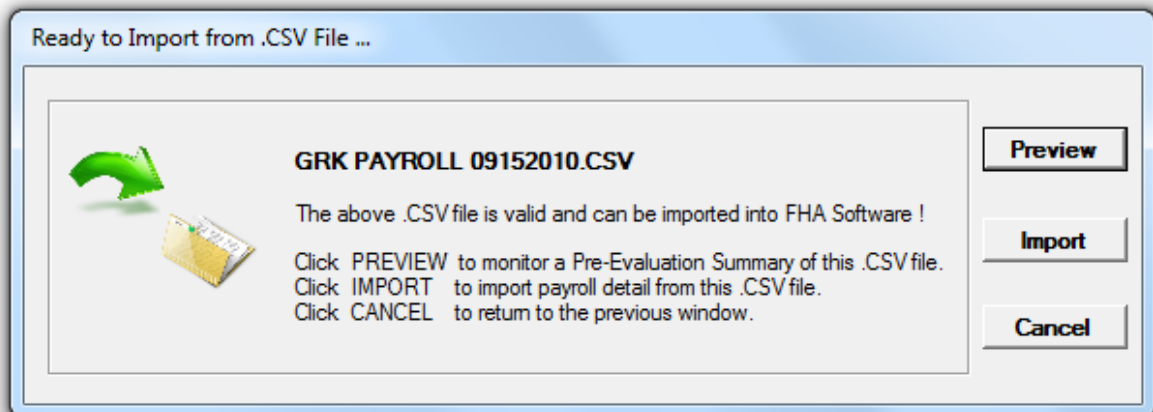 Ready to Import from .CSV File ...
GRK PAYROLL 09152010.CSV
The above .CSV file is valid and can be imported into FHA Software !
Click PREVIEW to monitor a Pre-Evaluation Summary of this .CSV file.
Click IMPORT to import payroll detail from this .CSV file.
Click CANCEL to return to the previous window.
Preview
Import
Cancel